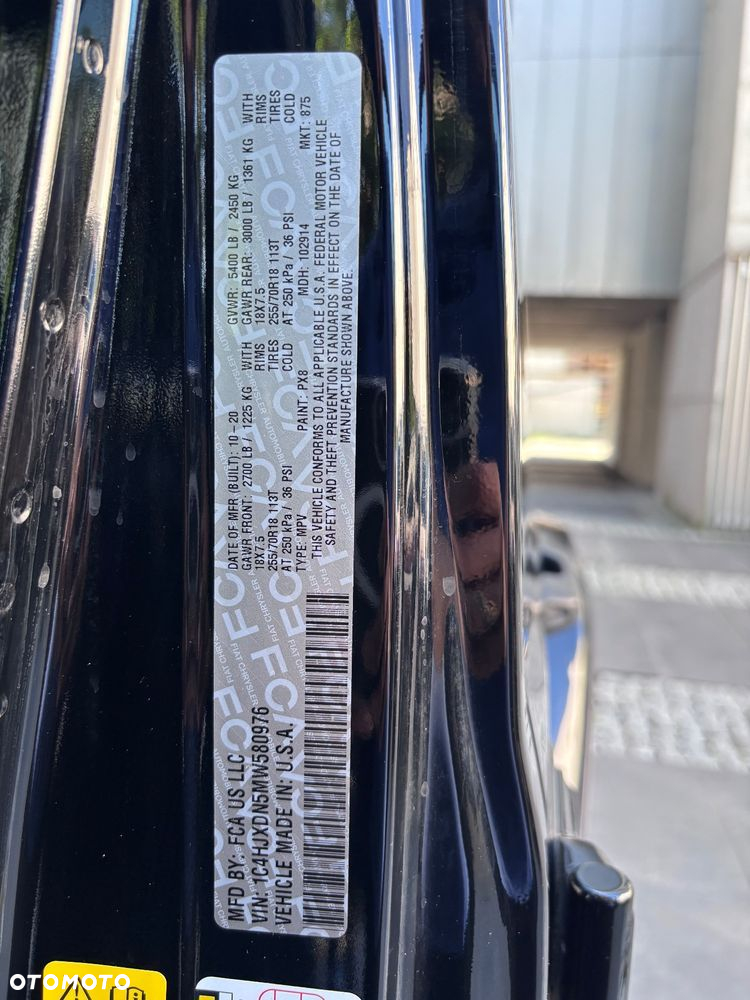 MFD BY: FCA US LLC
VIN: 1C4HJXDN5MW580976
VEHICLE MADE IN: U.S.A.
DATE OF MFR (BUILT): 10-20
GVWR: 5400 LB / 2450 KG
GAWR FRONT: 2700 LB / 1225 KG WITH
GAWR REAR: 3000 LB / 1361 KG WITH
18X7.5 RIMS
18X7.5 RIMS
255/70R18 113T TIRES
255/70R18 113T TIRES
AT 250 kPa / 36 PSI COLD
AT 250 kPa / 36 PSI COLD
TYPE: MPV
PAINT: PX8
MDH: 102914
MKT: 875
THIS VEHICLE CONFORMS TO ALL APPLICABLE U.S.A. FEDERAL MOTOR VEHICLE
SAFETY AND THEFT PREVENTION STANDARDS IN EFFECT ON THE DATE OF
MANUFACTURE SHOWN ABOVE.
OTOMOTO